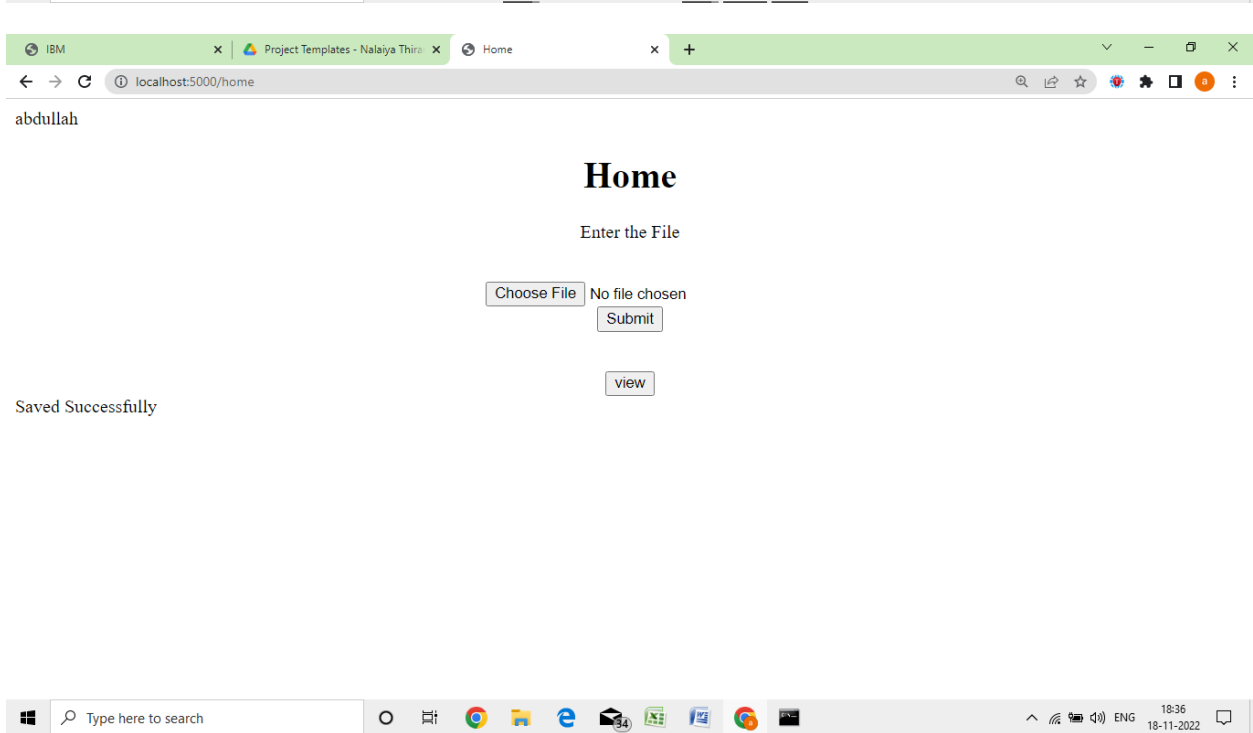 IBM
Project Templates - Nalaiya Thira
Home
localhost:5000/home
a
abdullah
Home
Enter the File
Choose File No file chosen
Submit
view
Saved Successfully
Type here to search
34
ENG
18:36
18-11-2022